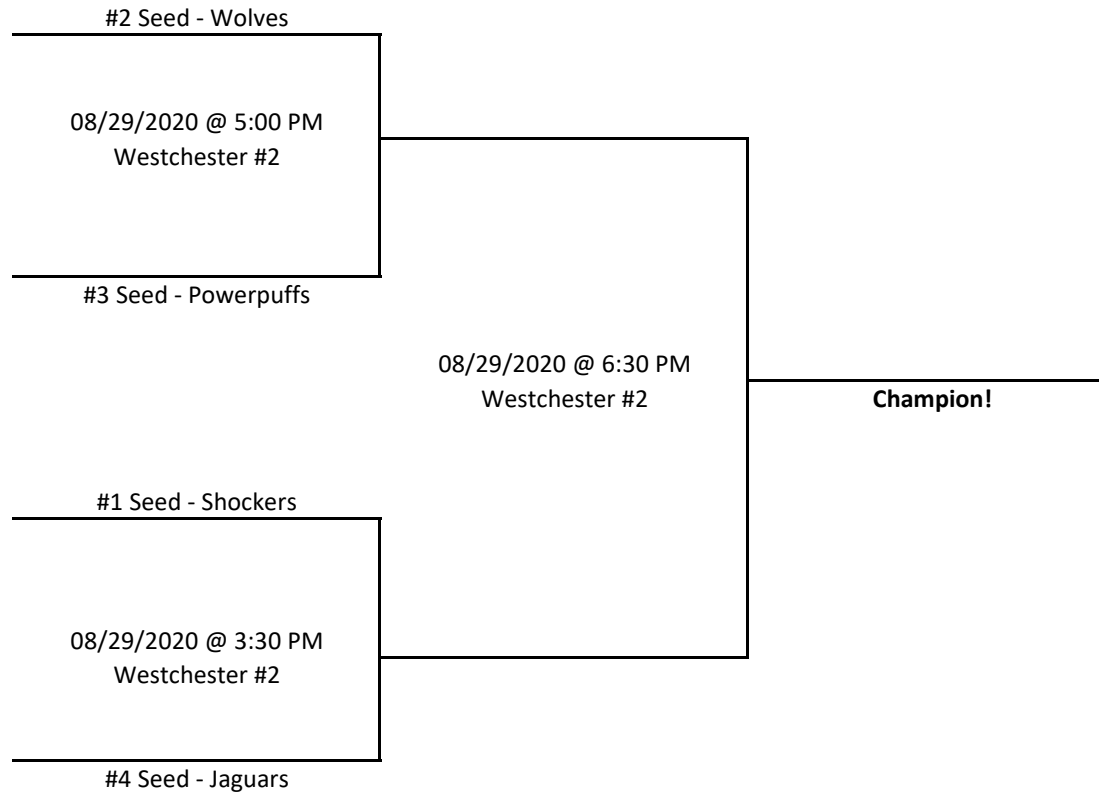 #2 Seed - Wolves
08/29/2020 @ 5:00 PM
Westchester #2
#3 Seed - Powerpuffs
08/29/2020 @ 6:30 PM
Westchester #2
Champion!
#1 Seed - Shockers
08/29/2020 @ 3:30 PM
Westchester #2
#4 Seed - Jaguars